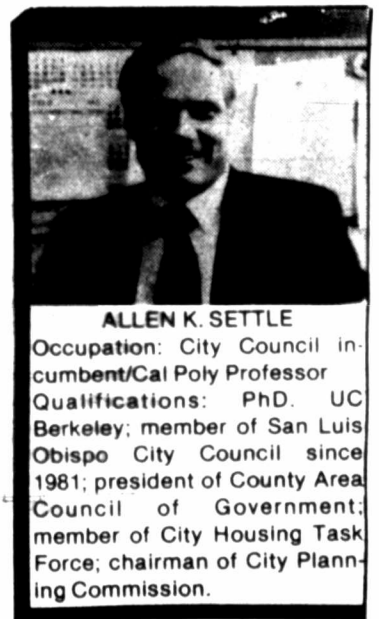 ALLEN K. SETTLE
Occupation: City Council in-
cumbent/Cal Poly Professor
Qualifications: PhD. UC
Berkeley; member of San Luis
Obispo City Council since
1981; president of County Area
Council of Government;
member of City Housing Task
Force; chairman of City Plann-
ing Commission.